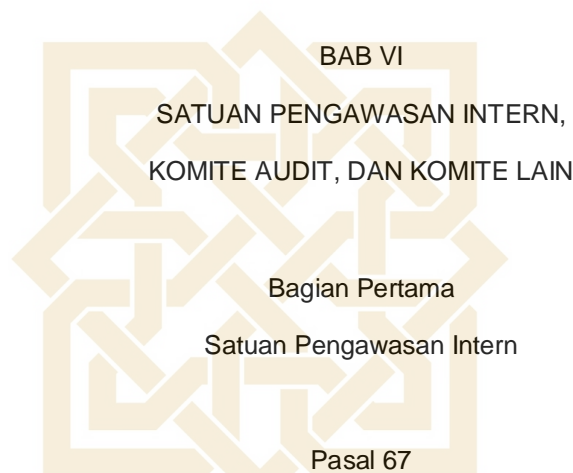 BAB VI
SATUAN PENGAWASAN INTERN,
KOMITE AUDIT, DAN KOMITE LAIN
Bagian Pertama
Satuan Pengawasan Intern
Pasal 67